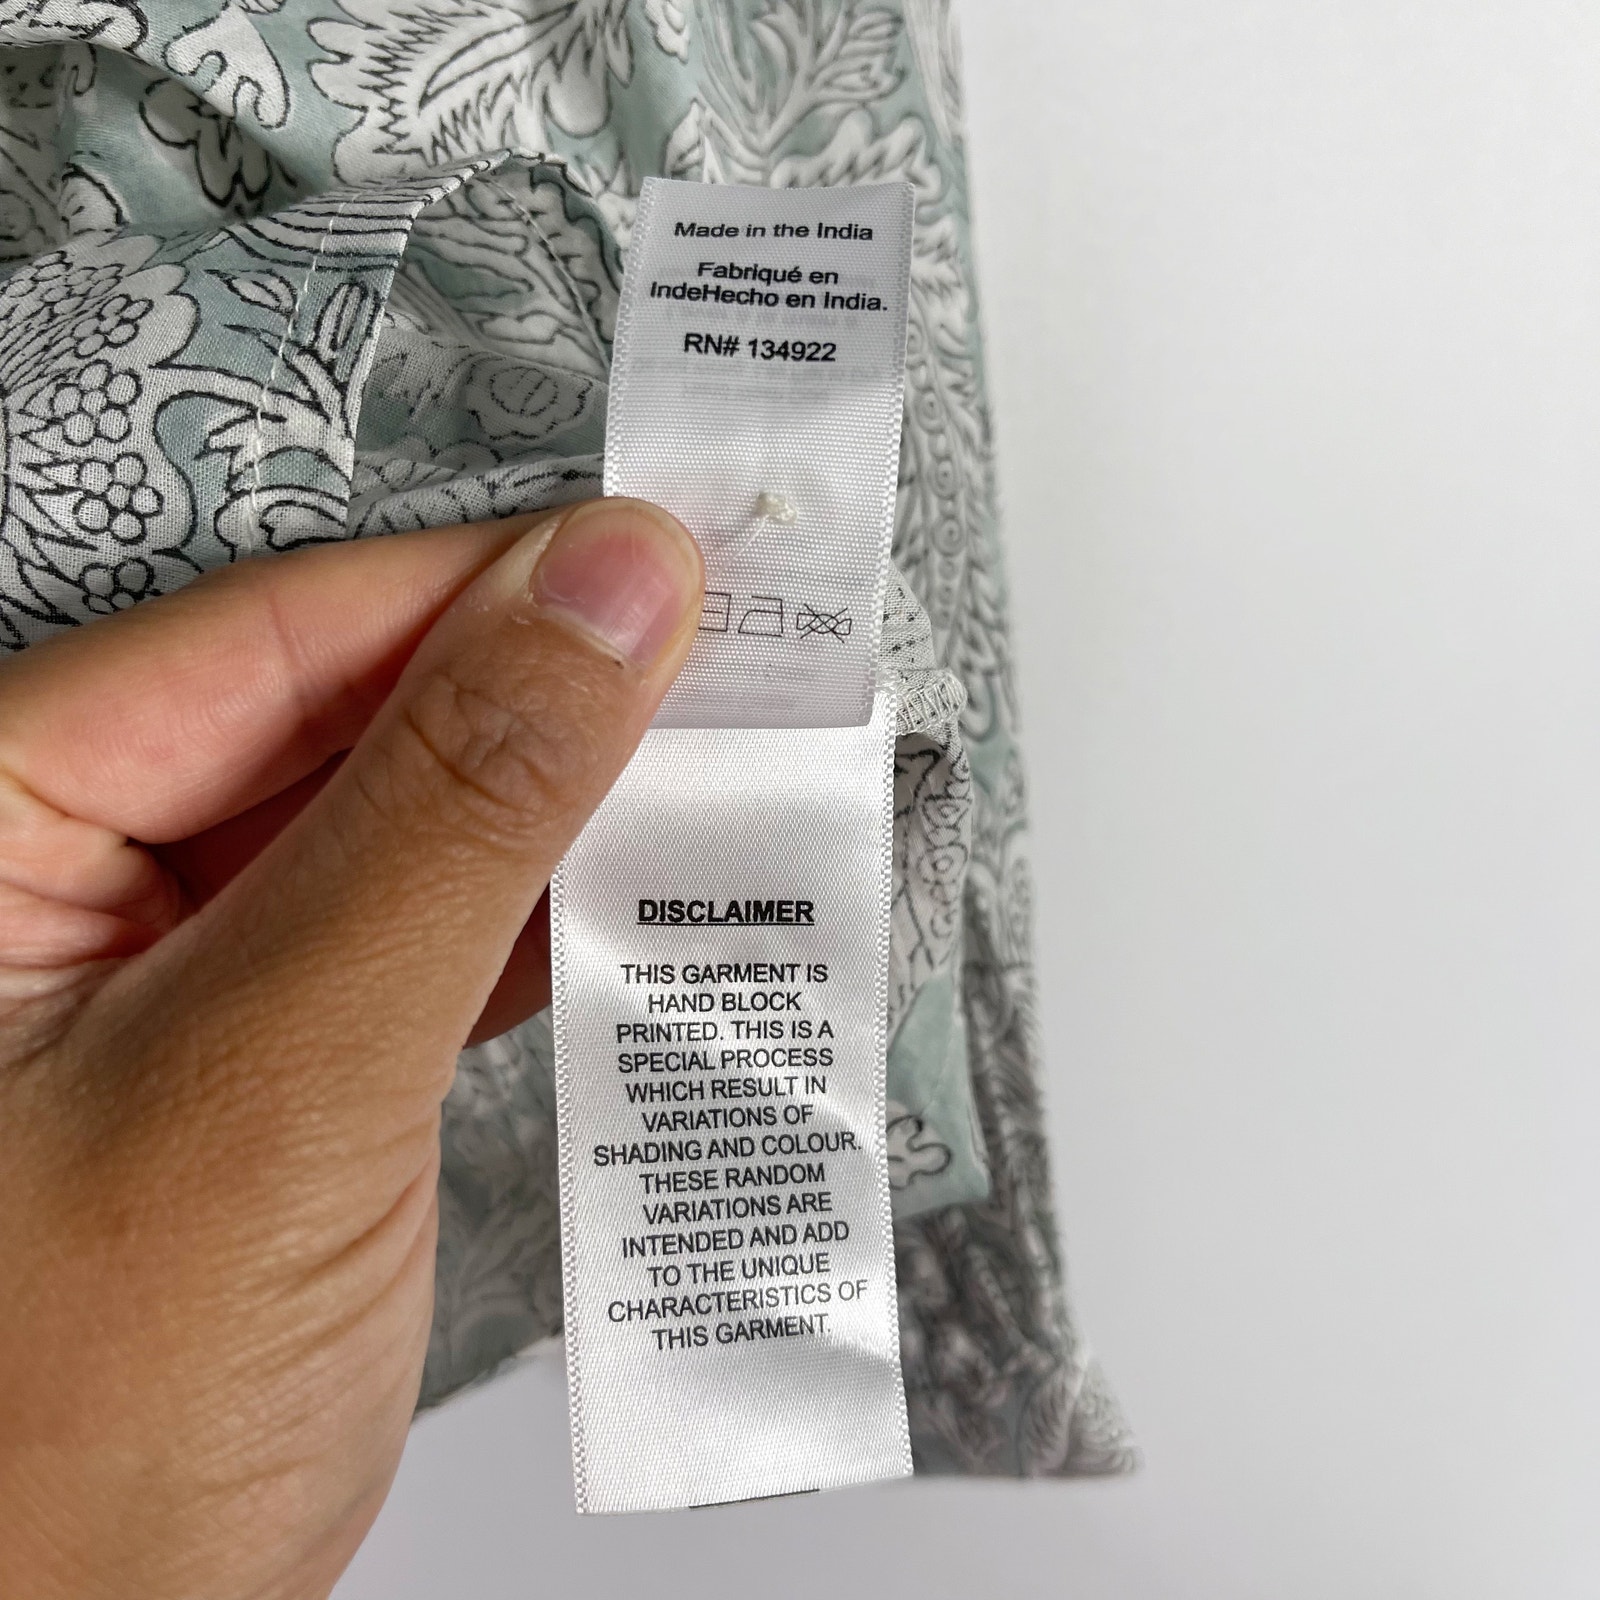 Made in the India
Fabriqué en
IndeHecho en India.
RN# 134922
DISCLAIMER
THIS GARMENT IS
HAND BLOCK
PRINTED. THIS IS A
SPECIAL PROCESS
WHICH RESULT IN
VARIATIONS OF
SHADING AND COLOUR.
THESE RANDOM
VARIATIONS ARE
INTENDED AND ADD
TO THE UNIQUE
CHARACTERISTICS OF
THIS GARMENT.